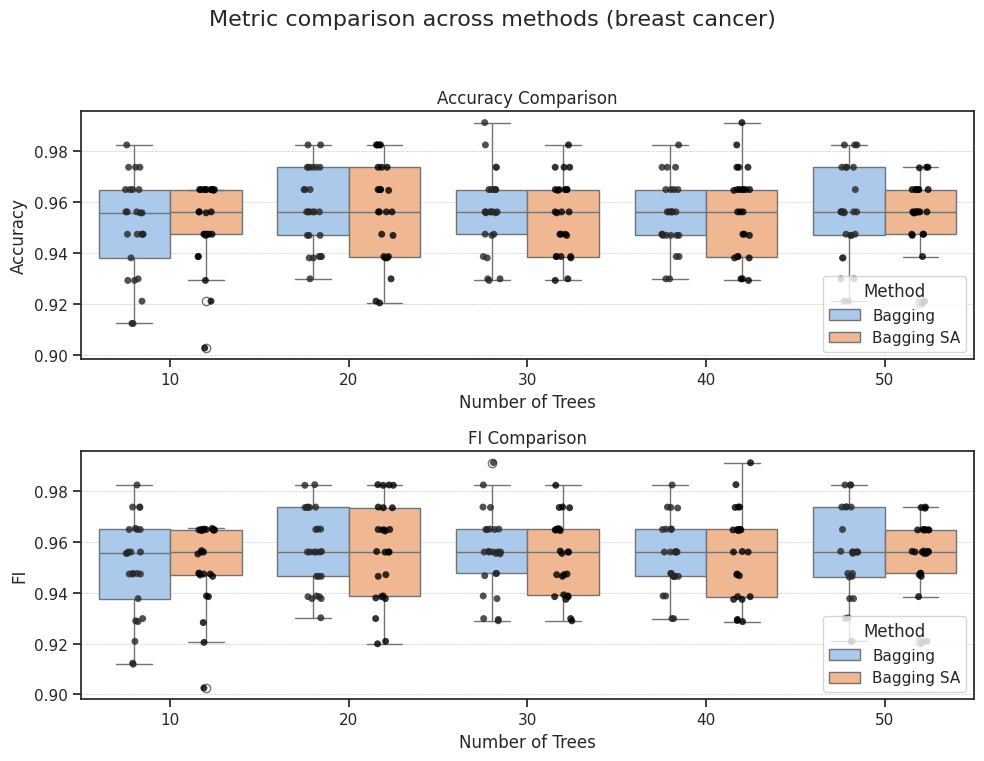 Metric comparison across methods (breast cancer)
Accuracy Comparison
Accuracy
0.98
0.96
0.94
0.92
0.90
10 20 30 40 50
Number of Trees
Method
Bagging
Bagging SA
FI Comparison
FI
0.98
0.96
0.94
0.92
0.90
10 20 30 40 50
Number of Trees
Method
Bagging
Bagging SA